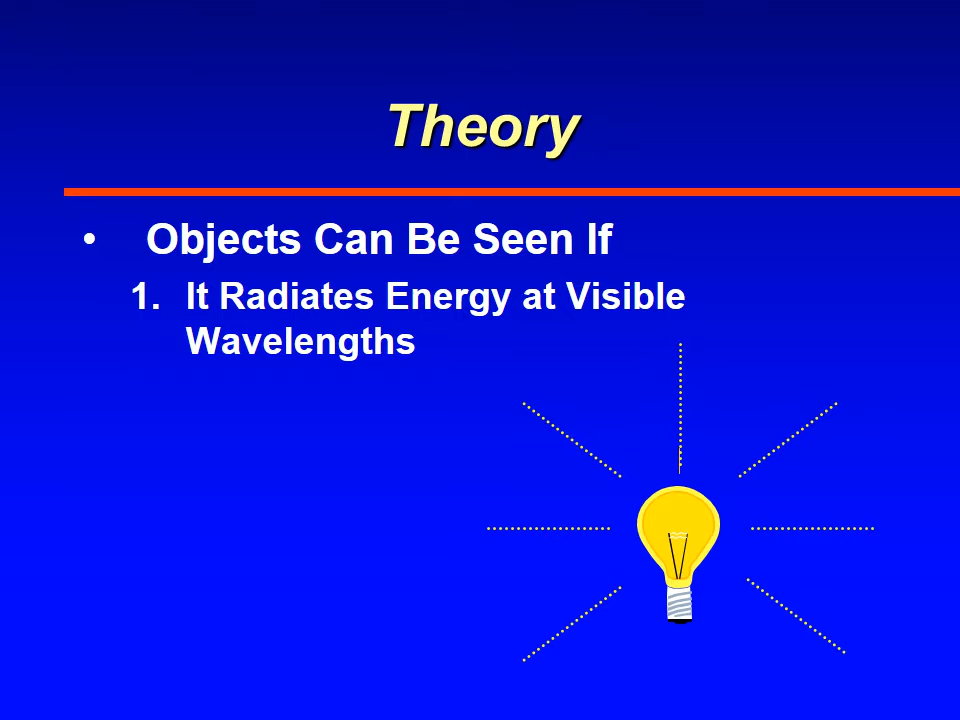 Theory
• Objects Can Be Seen If
1. It Radiates Energy at Visible
Wavelengths